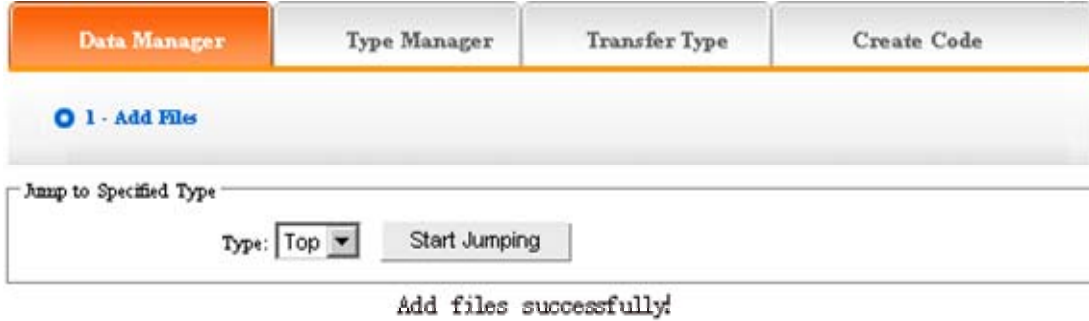 Data Manager Type Manager Transfer Type Create Code
1 - Add Files
Jump to Specified Type
Type: Top Start Jumping
Add files successfully!